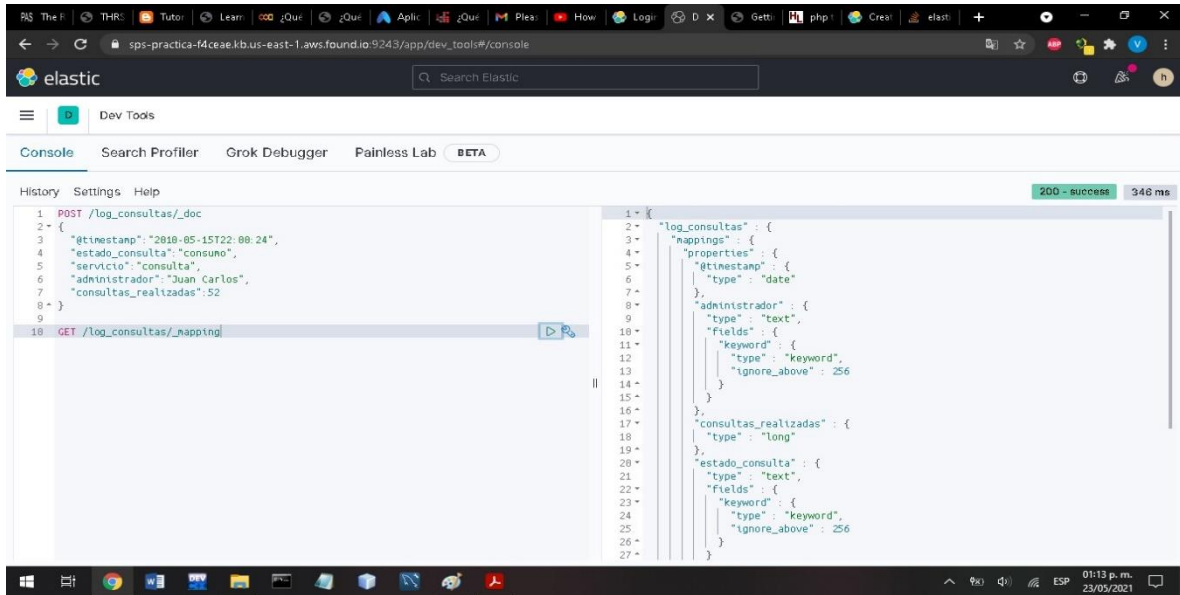 PAS The R THRS Tutor Learn ¿Qué ¿Qué Aplic ¿Qué Pleas How Login D Getti php t Creat elasti
sps-practica-f4ceae.kb.us-east-1.aws.found.io:9243/app/dev_tools#/console
elastic Search Elastic h
D Dev Tools
Console Search Profiler Grok Debugger Painless Lab BETA
History Settings Help 200 - success 346 ms
1 POST /log_consultas/_doc
2 {
3 "@timestamp":"2018-05-15T22:00:24",
4 "estado_consulta":"consumo",
5 "servicio":"consulta",
6 "administrador":"Juan Carlos",
7 "consultas_realizadas":52
8 }
9
10 GET /log_consultas/_mapping
1 {
2 "log_consultas" : {
3 "mappings" : {
4 "properties" : {
5 "@timestamp" : {
6 "type" : "date"
7 },
8 "administrador" : {
9 "type" : "text",
10 "fields" : {
11 "keyword" : {
12 "type" : "keyword",
13 "ignore_above" : 256
14 }
15 }
16 },
17 "consultas_realizadas" : {
18 "type" : "long"
19 },
20 "estado_consulta" : {
21 "type" : "text",
22 "fields" : {
23 "keyword" : {
24 "type" : "keyword",
25 "ignore_above" : 256
26 }
27 }
ESP 01:13 p. m.
23/05/2021